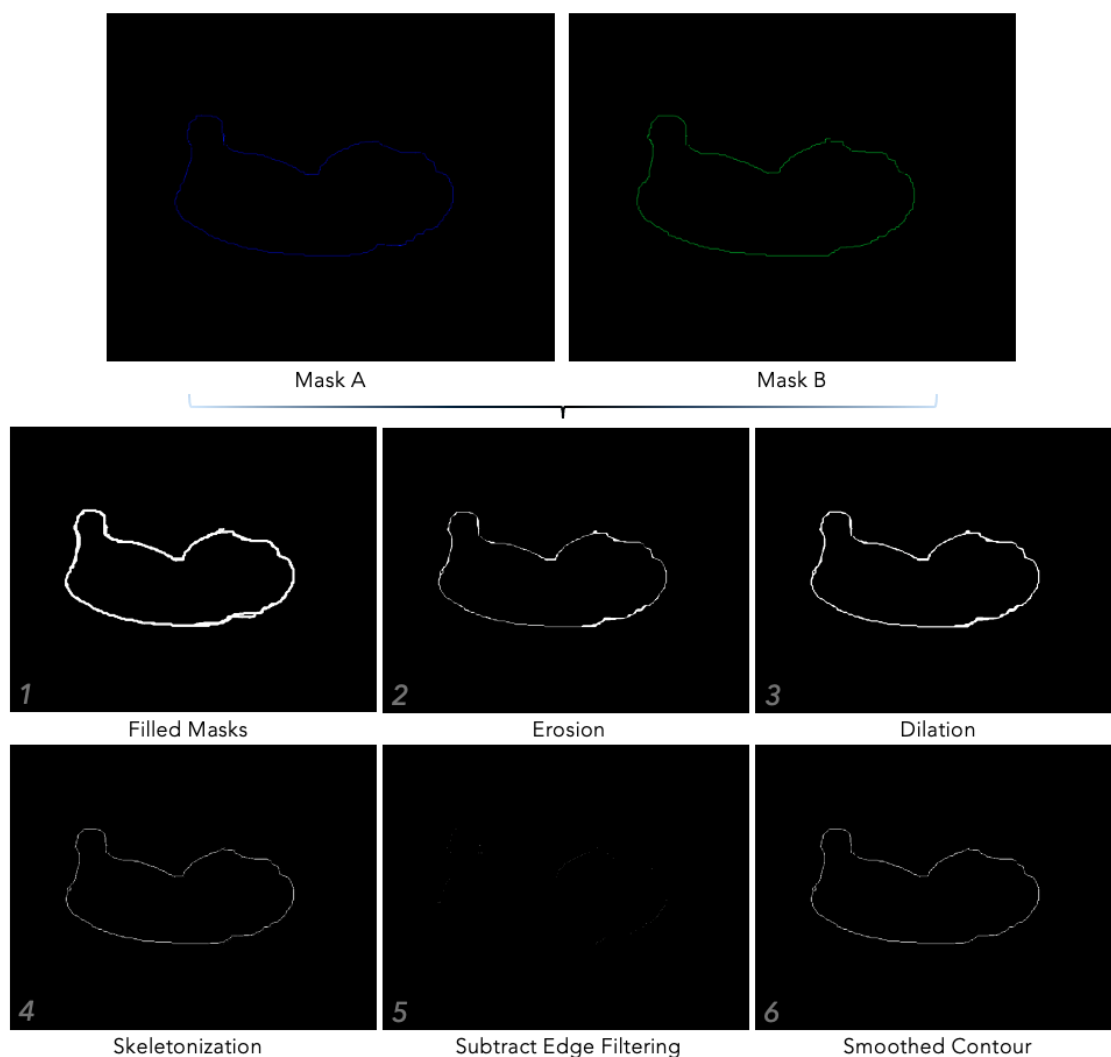 Mask A
Mask B
1
2
3
Filled Masks
Erosion
Dilation
4
5
6
Skeletonization
Subtract Edge Filtering
Smoothed Contour